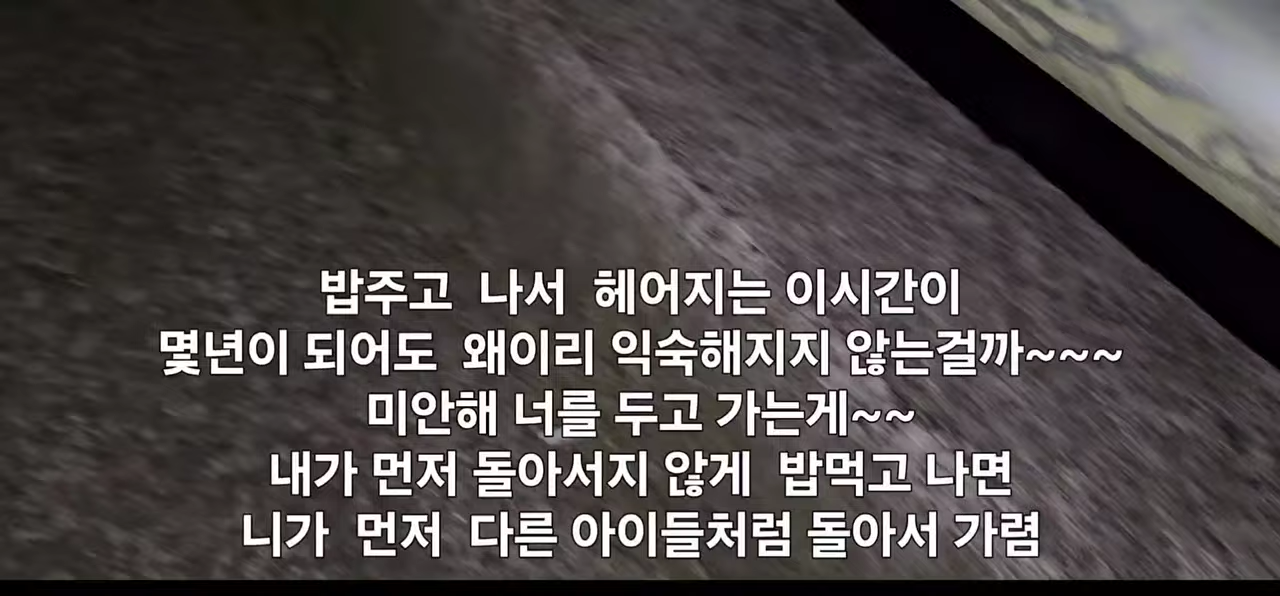 밥주고 나서 헤어지는 이시간이
몇년이 되어도 왜이리 익숙해지지 않는걸까~~~
미안해 너를 두고 가는게~~
내가 먼저 돌아서지 않게 밥먹고 나면
니가 먼저 다른 아이들처럼 돌아서 가렴